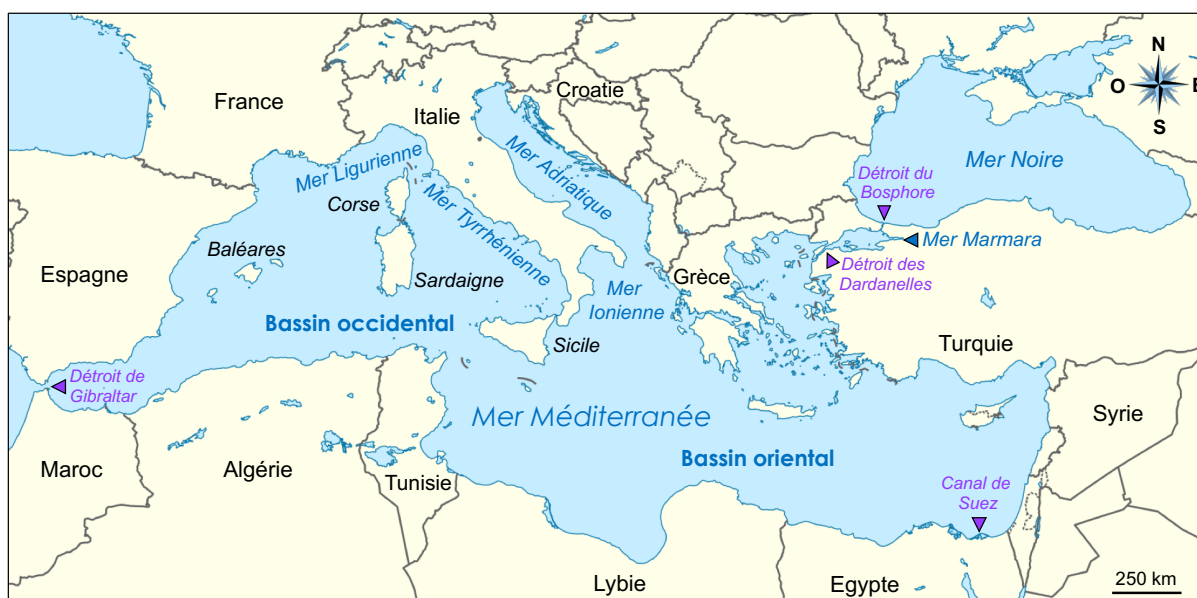 N
O
E
S
France
Croatie
Italie
Mer Ligurienne
Mer Adriatique
Mer Noire
Détroit du
Bosphore
Corse
Mer Tyrrhénienne
Baléares
Mer Marmara
Espagne
Sardaigne
Grèce
Détroit des
Dardanelles
Mer
Ionienne
Bassin occidental
Sicile
Turquie
Détroit de
Gibraltar
Mer Méditerranée
Syrie
Bassin oriental
Maroc
Algérie
Tunisie
Canal de
Suez
Lybie
Egypte
250 km